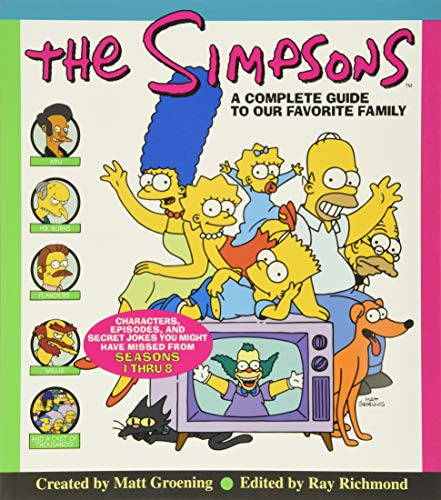 THE SIMPSONS
TM
A COMPLETE GUIDE
TO OUR FAVORITE FAMILY
APU
MR. BURNS
FLANDERS
WILLIE
AND A CAST OF
THOUSANDS!
CHARACTERS,
EPISODES, AND
SECRET JOKES YOU MIGHT
HAVE MISSED FROM
SEASONS
1 THRU 8
MATT
GROENING
Created by Matt Groening Edited by Ray Richmond